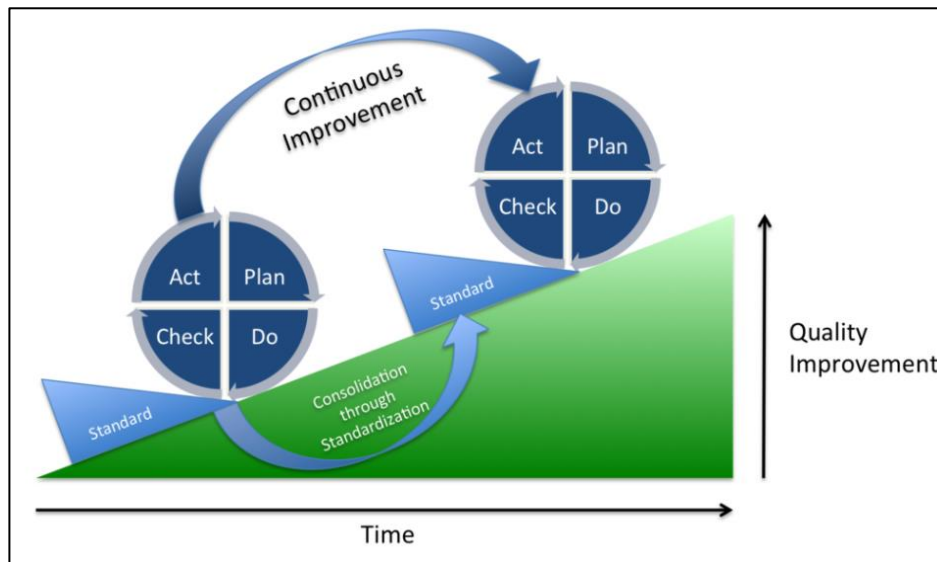 Continuous
Improvement
Act Plan
Check Do
Act Plan
Check Do
Standard
Standard
Consolidation
through
Standardization
Quality
Improvement
Time